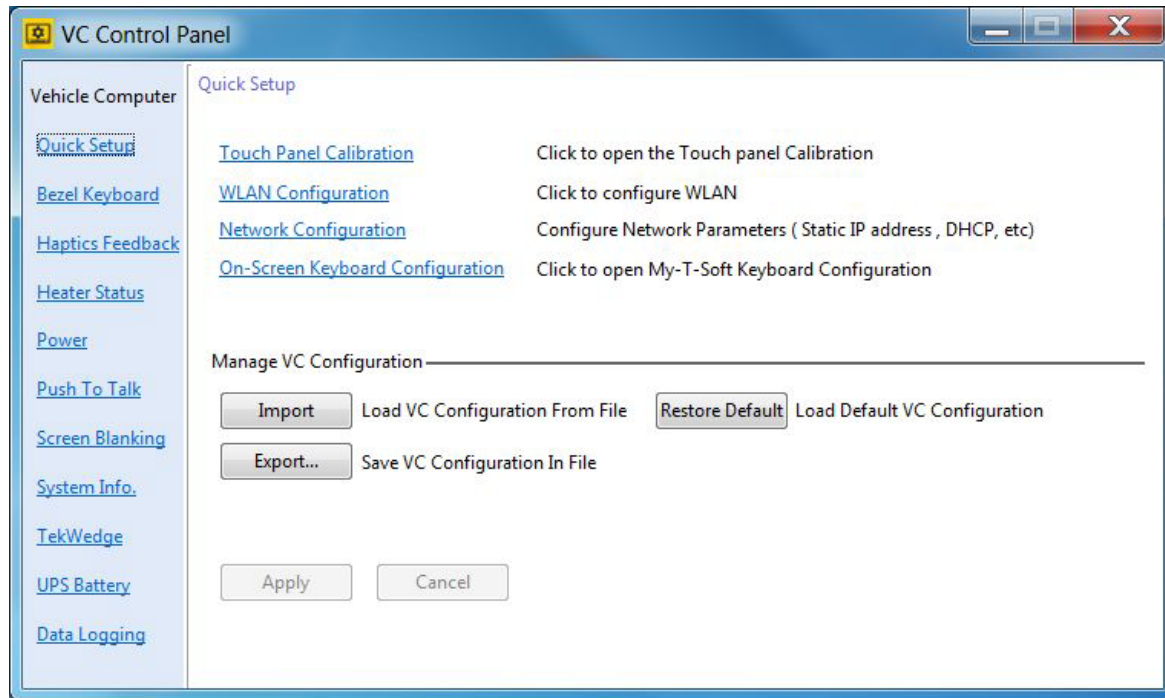 VC Control Panel
Vehicle Computer
Quick Setup
Bezel Keyboard
Haptics Feedback
Heater Status
Power
Push To Talk
Screen Blanking
System Info.
TekWedge
UPS Battery
Data Logging
Quick Setup
Touch Panel Calibration Click to open the Touch panel Calibration
WLAN Configuration Click to configure WLAN
Network Configuration Configure Network Parameters ( Static IP address , DHCP, etc)
On-Screen Keyboard Configuration Click to open My-T-Soft Keyboard Configuration
Manage VC Configuration
Import Load VC Configuration From File Restore Default Load Default VC Configuration
Export... Save VC Configuration In File
Apply Cancel